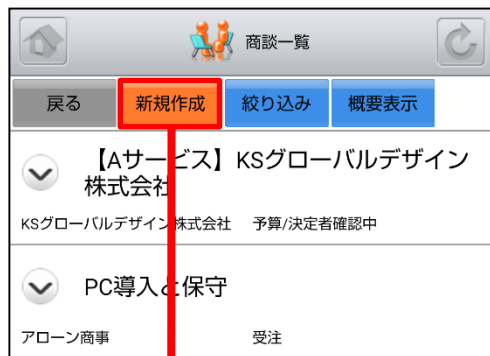 商談一覧
戻る 新規作成 絞り込み 概要表示
【Aサービス】KSグローバルデザイン
株式会社
KSグローバルデザイン株式会社 予算/決定者確認中
PC導入と保守
アローン商事 受注